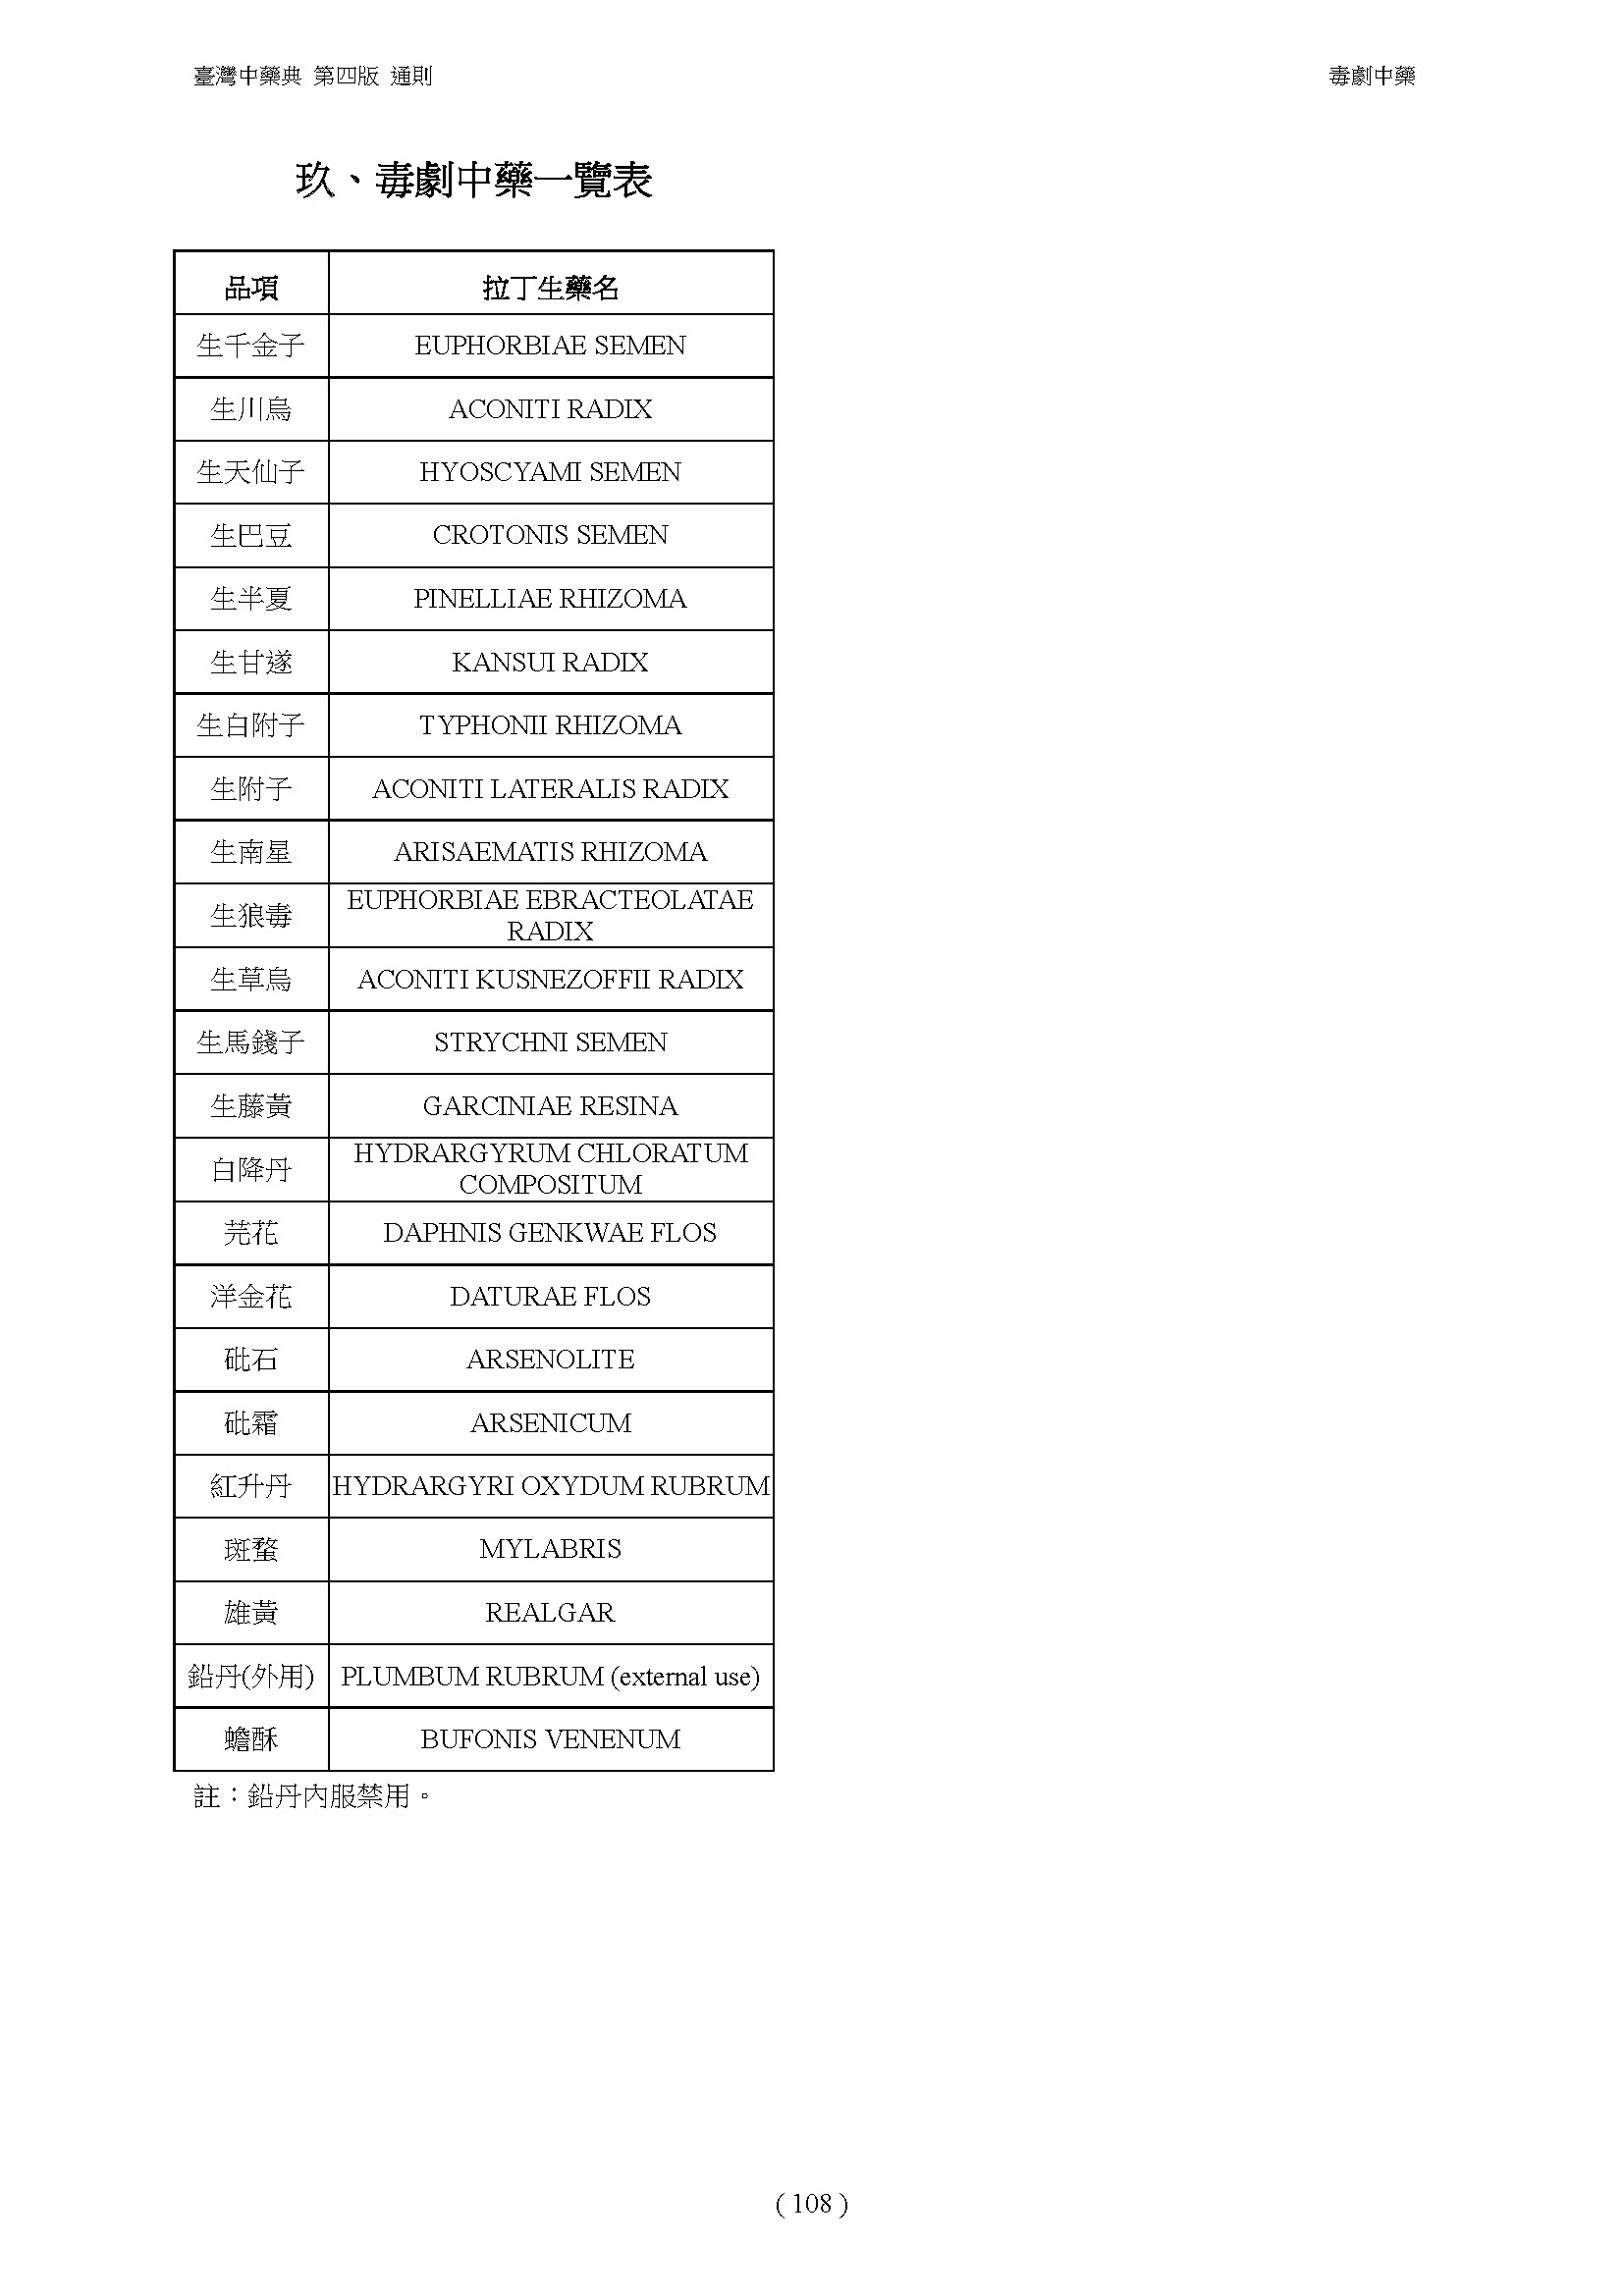 臺灣中藥典 第四版 通則 毒劇中藥
玖、毒劇中藥一覽表
品項 拉丁生藥名
生千金子 EUPHORBIAE SEMEN
生川烏 ACONITI RADIX
生天仙子 HYOSCYAMI SEMEN
生巴豆 CROTONIS SEMEN
生半夏 PINELLIAE RHIZOMA
生甘遂 KANSUI RADIX
生白附子 TYPHONII RHIZOMA
生附子 ACONITI LATERALIS RADIX
生南星 ARISAEMATIS RHIZOMA
生狼毒 EUPHORBIAE EBRACTEOLATAE
RADIX
生草烏 ACONITI KUSNEZOFFII RADIX
生馬錢子 STRYCHNI SEMEN
生藤黃 GARCINIAE RESINA
白降丹 HYDRARGYRUM CHLORATUM
COMPOSITUM
芫花 DAPHNIS GENKWAE FLOS
洋金花 DATURAE FLOS
砒石 ARSENOLITE
砒霜 ARSENICUM
紅升丹 HYDRARGYRI OXYDUM RUBRUM
斑蝥 MYLABRIS
雄黃 REALGAR
鉛丹(外用) PLUMBUM RUBRUM (external use)
蟾酥 BUFONIS VENENUM
註：鉛丹內服禁用。
( 108 )